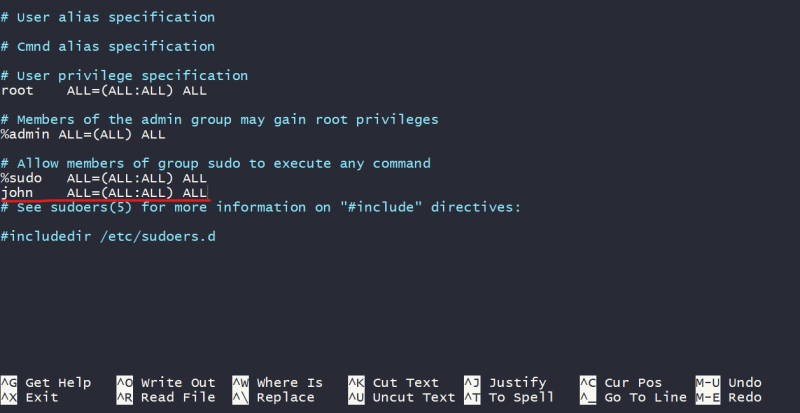 # User alias specification
# Cmnd alias specification
# User privilege specification
root    ALL=(ALL:ALL) ALL
# Members of the admin group may gain root privileges
%admin ALL=(ALL) ALL
# Allow members of group sudo to execute any command
%sudo   ALL=(ALL:ALL) ALL
john    ALL=(ALL:ALL) ALL
# See sudoers(5) for more information on "#include" directives:
#includedir /etc/sudoers.d
^G Get Help   ^O Write Out  ^W Where Is   ^K Cut Text   ^J Justify    ^C Cur Pos    M-U Undo
^X Exit       ^R Read File  ^\ Replace    ^U Uncut Text ^T To Spell   ^_ Go To Line M-E Redo